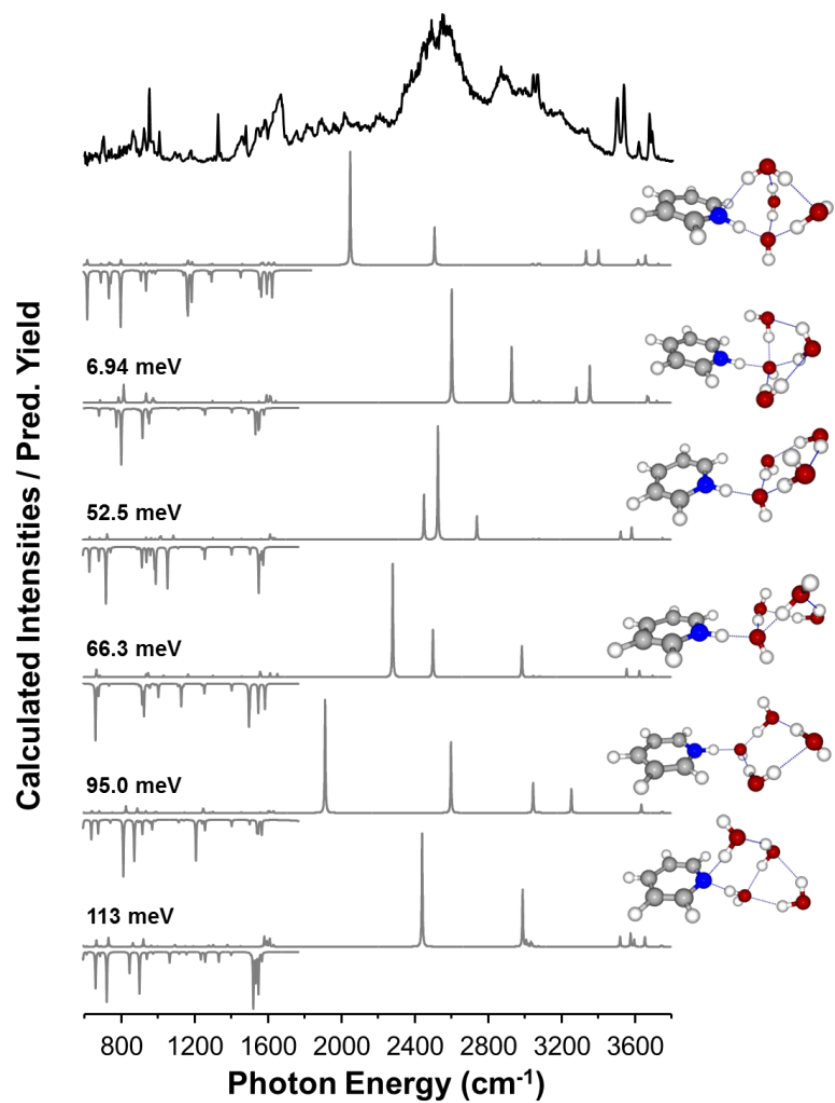 Calculated Intensities / Pred. Yield
6.94 meV
52.5 meV
66.3 meV
95.0 meV
113 meV
800 1200 1600 2000 2400 2800 3200 3600
Photon Energy (cm⁻¹)